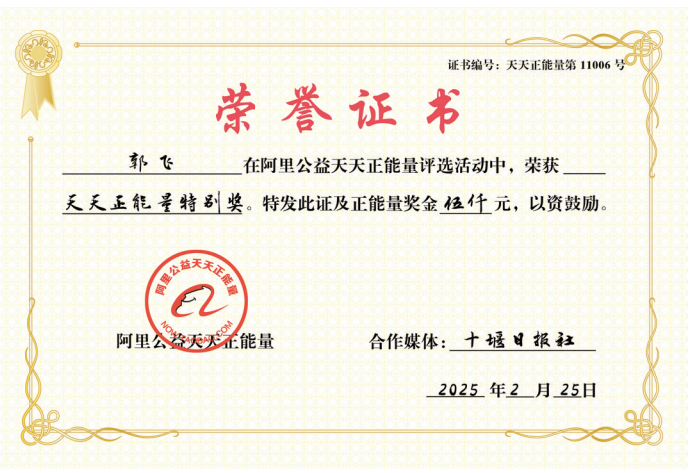 证书编号：天天正能量第 11006 号
荣誉证书
郭飞 在阿里公益天天正能量评选活动中，荣获
天天正能量特别奖。特发此证及正能量奖金 伍仟 元，以资鼓励。
阿里公益天天正能量
阿里公益天天正能量
合作媒体：十堰日报社
2025 年 2 月 25日